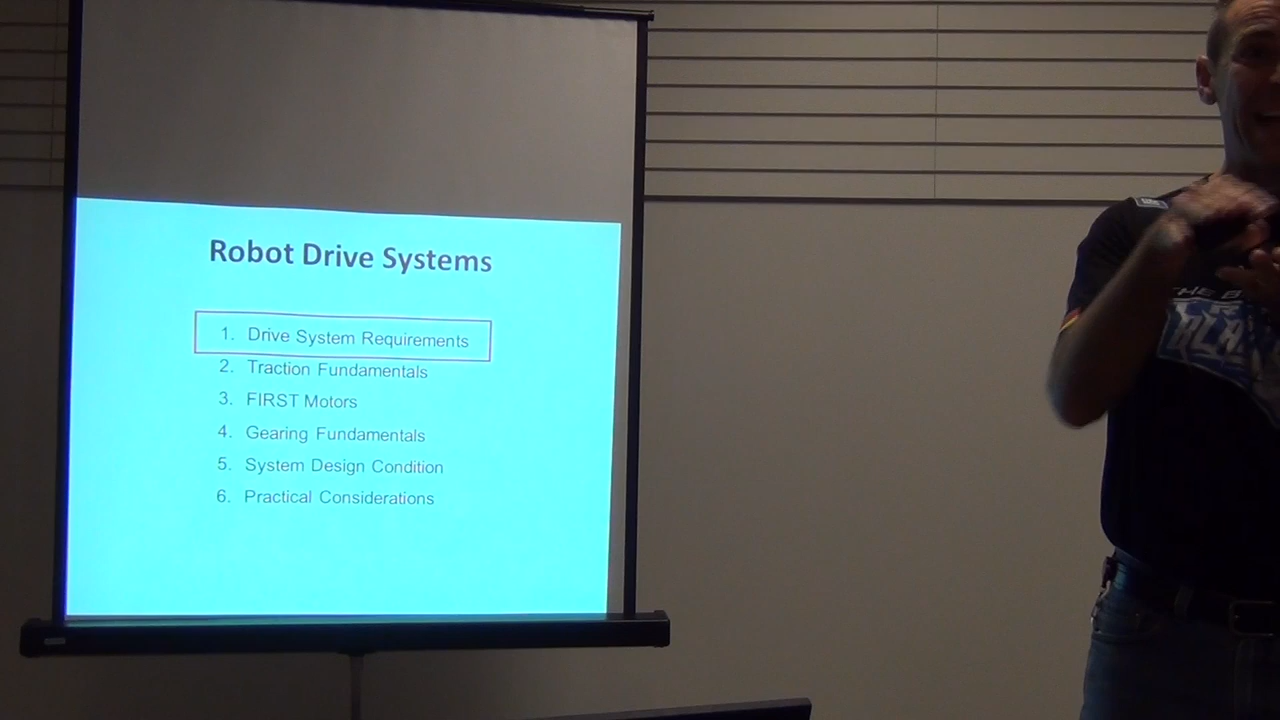 Robot Drive Systems
1. Drive System Requirements
2. Traction Fundamentals
3. FIRST Motors
4. Gearing Fundamentals
5. System Design Condition
6. Practical Considerations
THE B